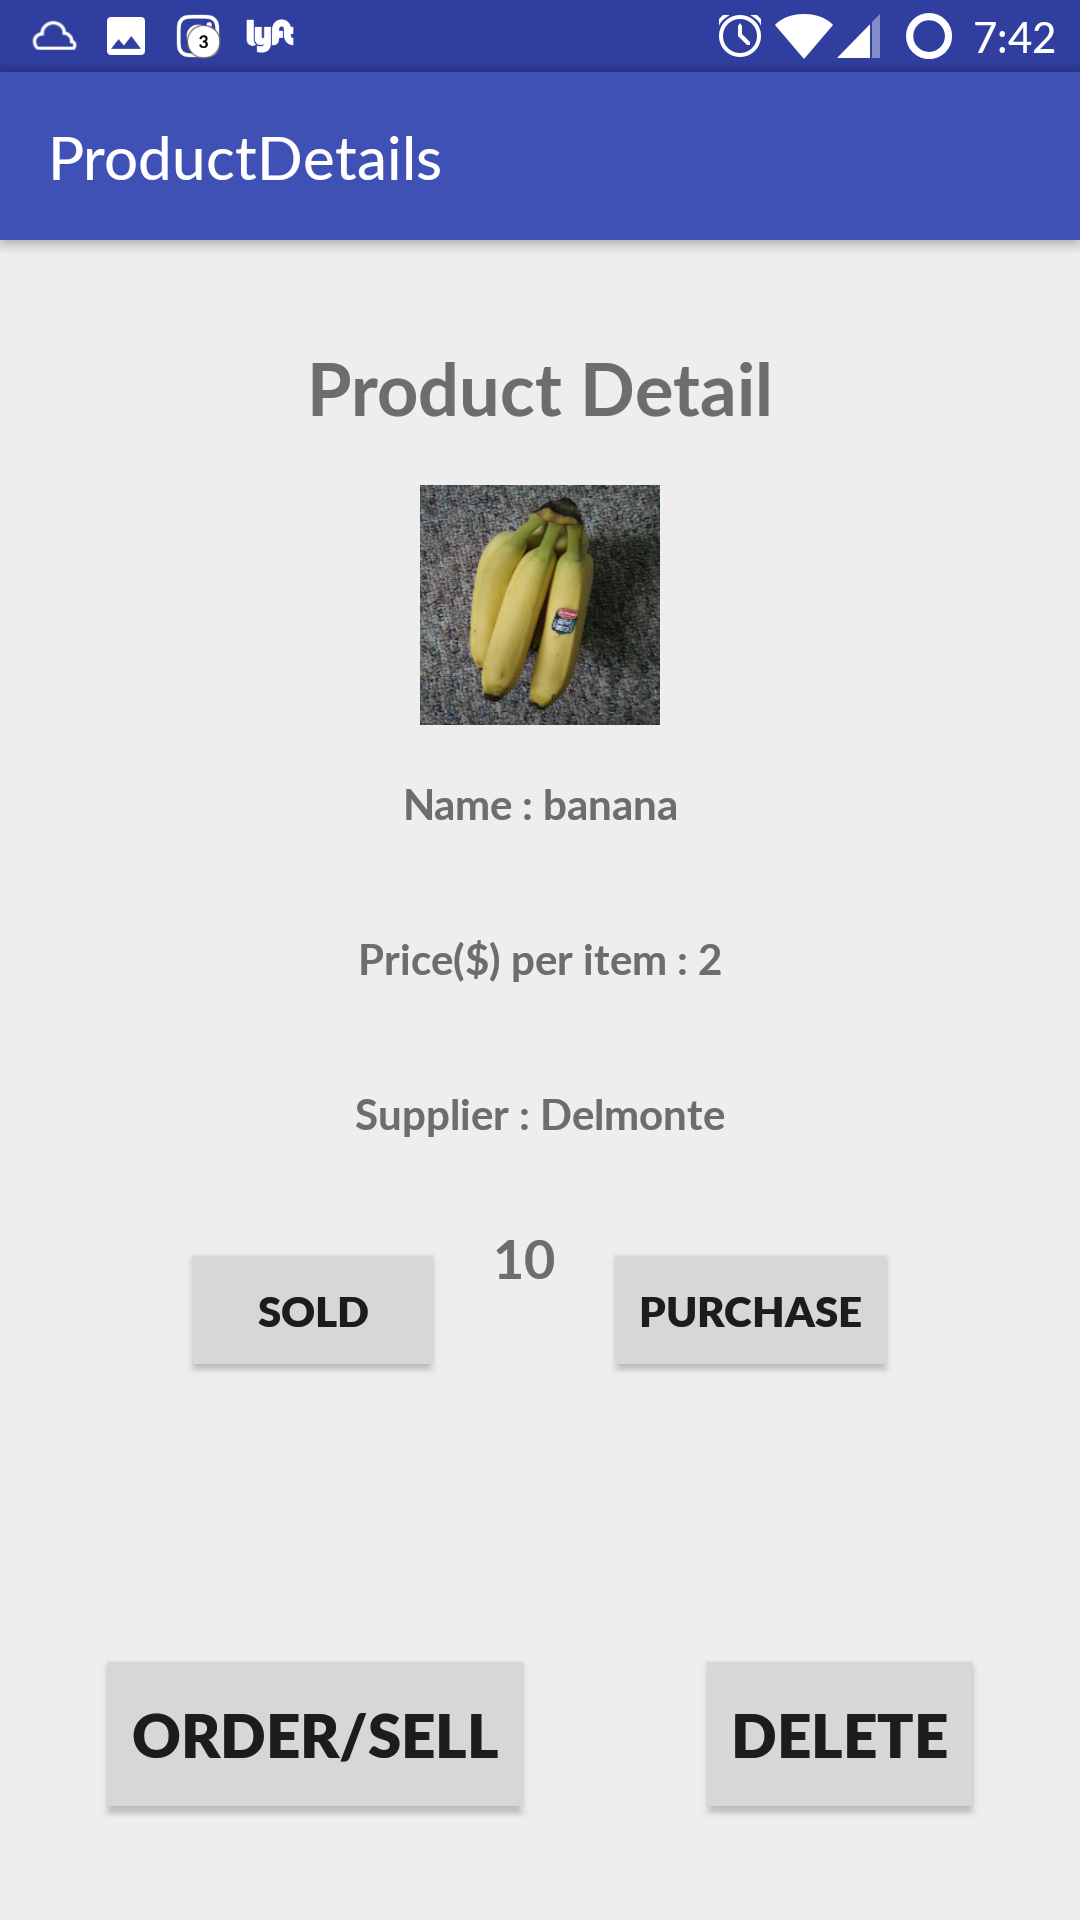 3 lyft 7:42
ProductDetails
Product Detail
Name : banana
Price($) per item : 2
Supplier : Delmonte
10
SOLD PURCHASE
ORDER/SELL DELETE